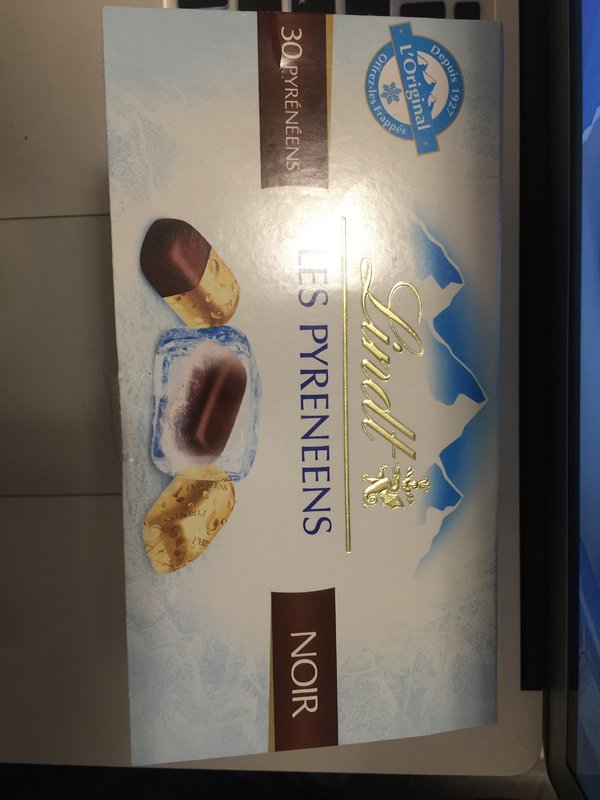 30 PYRÉNÉENS
Depuis 1927
L'Original
Offrez-les Frappés
Lindt
LES PYRENEENS
NOIR